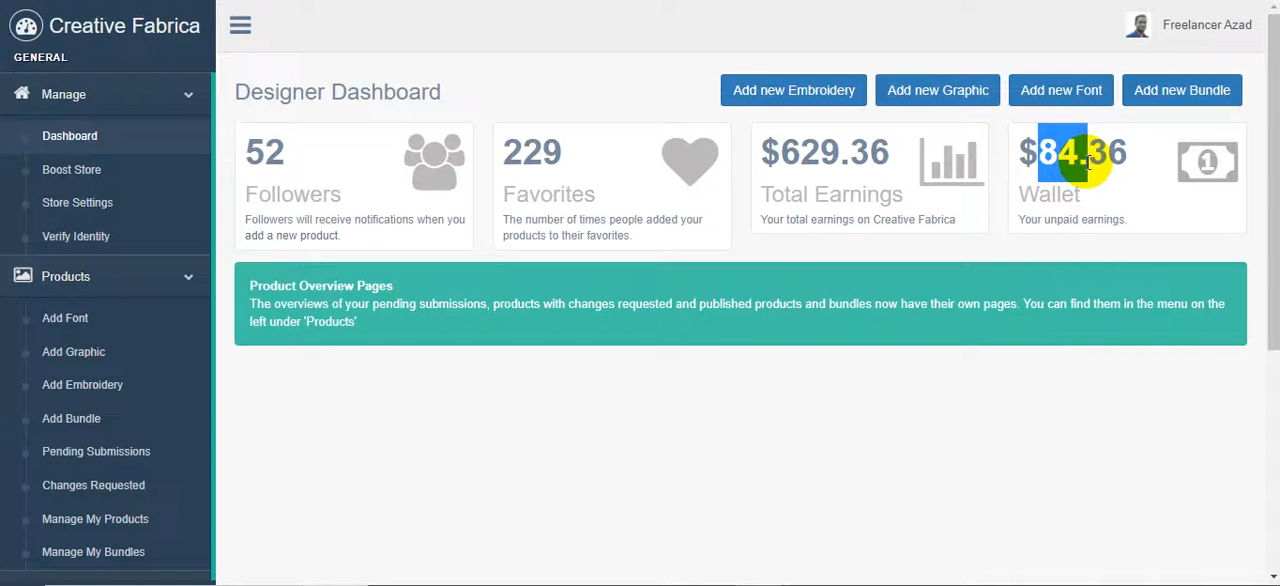 Creative Fabrica
GENERAL
Manage
Dashboard
Boost Store
Store Settings
Verify Identity
Products
Add Font
Add Graphic
Add Embroidery
Add Bundle
Pending Submissions
Changes Requested
Manage My Products
Manage My Bundles
Freelancer Azad
Designer Dashboard
Add new Embroidery
Add new Graphic
Add new Font
Add new Bundle
52
Followers
Followers will receive notifications when you
add a new product.
229
Favorites
The number of times people added your
products to their favorites.
$629.36
Total Earnings
Your total earnings on Creative Fabrica
$84.36
Wallet
Your unpaid earnings.
Product Overview Pages
The overviews of your pending submissions, products with changes requested and published products and bundles now have their own pages. You can find them in the menu on the
left under 'Products'